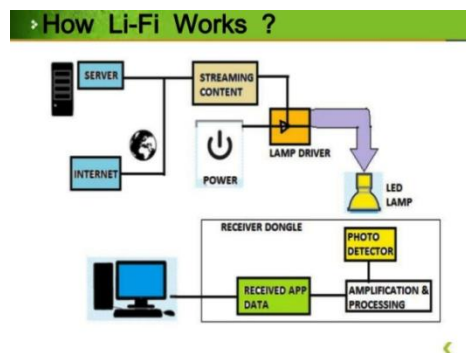 How Li-Fi Works ?
SERVER
STREAMING
CONTENT
LAMP DRIVER
POWER
INTERNET
LED
LAMP
RECEIVER DONGLE
PHOTO
DETECTOR
RECEIVED APP
DATA
AMPLIFICATION &
PROCESSING